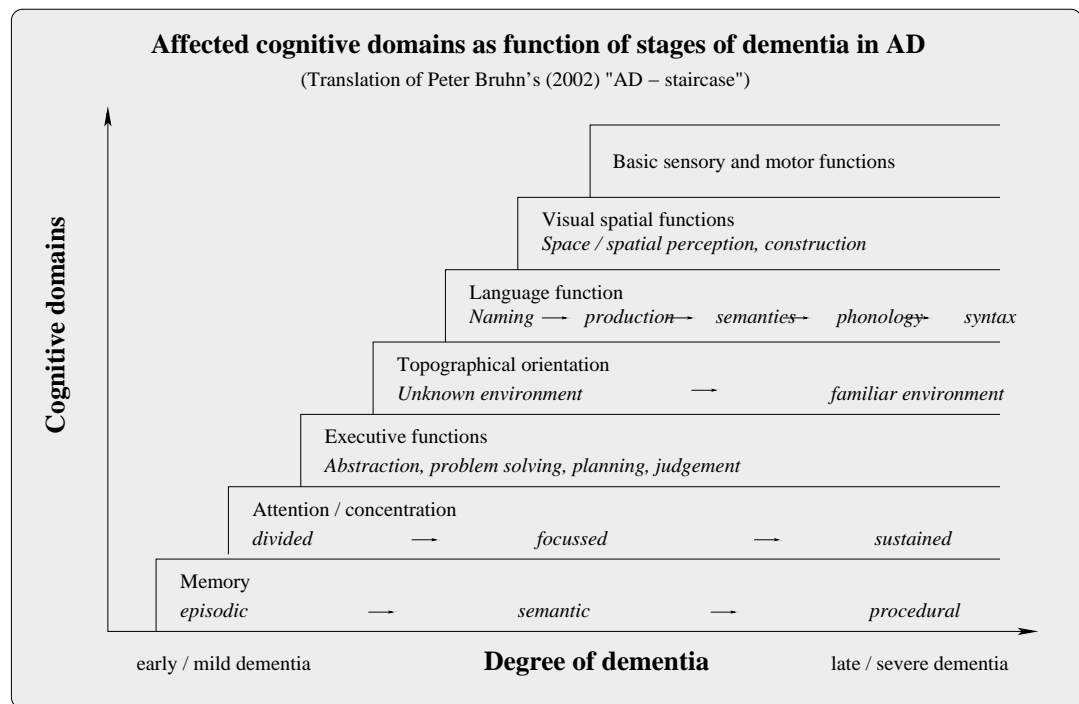 Affected cognitive domains as function of stages of dementia in AD
(Translation of Peter Bruhn's (2002) "AD – staircase")
Cognitive domains
Basic sensory and motor functions
Visual spatial functions
Space / spatial perception, construction
Language function
Naming → production → semantics → phonology → syntax
Topographical orientation
Unknown environment → familiar environment
Executive functions
Abstraction, problem solving, planning, judgement
Attention / concentration
divided → focussed → sustained
Memory
episodic → semantic → procedural
early / mild dementia Degree of dementia late / severe dementia